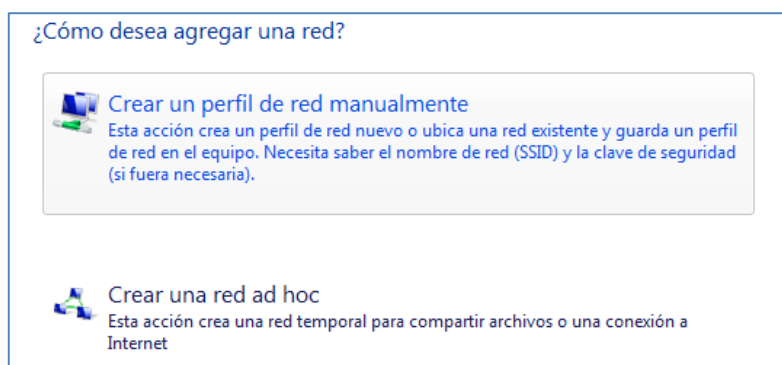 ¿Cómo desea agregar una red?
Crear un perfil de red manualmente
Esta acción crea un perfil de red nuevo o ubica una red existente y guarda un perfil
de red en el equipo. Necesita saber el nombre de red (SSID) y la clave de seguridad
(si fuera necesaria).
Crear una red ad hoc
Esta acción crea una red temporal para compartir archivos o una conexión a
Internet